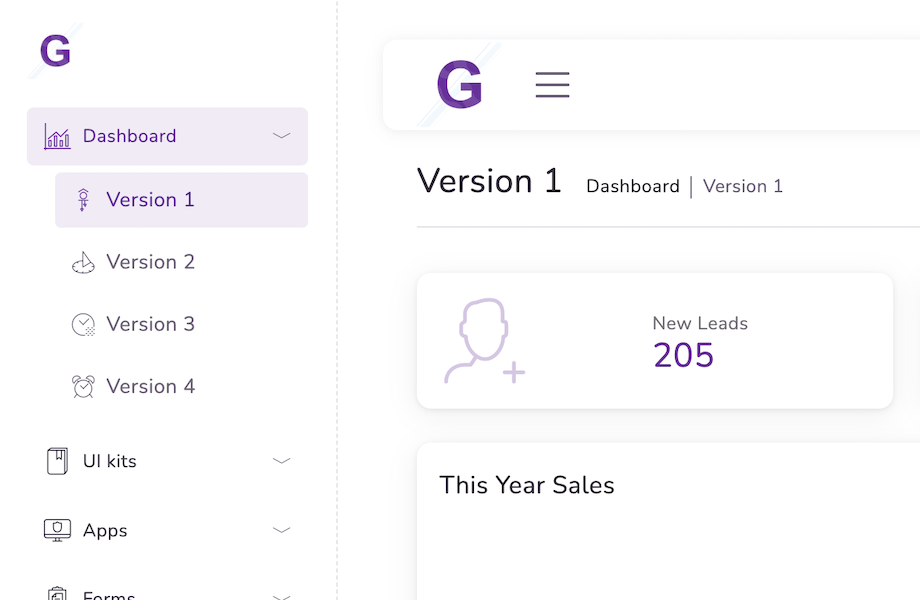 G
Dashboard
Version 1
Version 2
Version 3
Version 4
UI kits
Apps
Forms
G
Version 1
Dashboard | Version 1
New Leads
205
This Year Sales